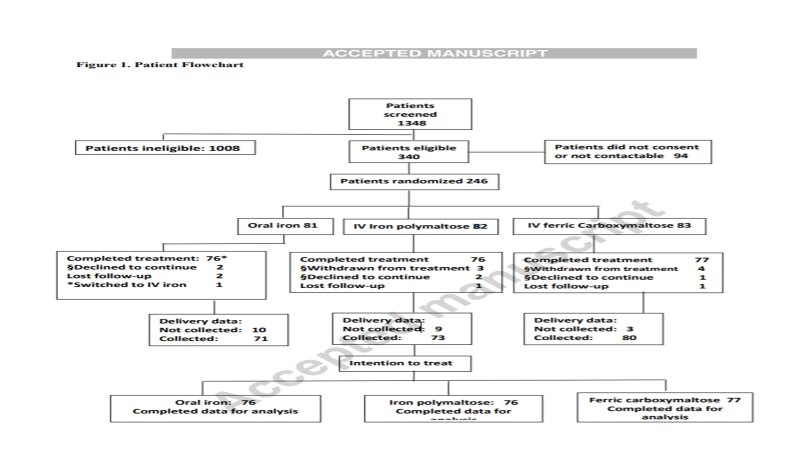 ACCEPTED MANUSCRIPT
Figure 1. Patient Flowchart
Patients
screened
1348
Patients ineligible: 1008
Patients eligible
340
Patients did not consent
or not contactable 94
Patients randomized 246
Oral iron 81
IV Iron polymaltose 82
IV ferric Carboxymaltose 83
Completed treatment: 76*
§Declined to continue 2
Lost follow-up 2
*Switched to IV iron 1
Completed treatment 76
§Withdrawn from treatment 3
§Declined to continue 2
Lost follow-up 1
Completed treatment 77
§Withdrawn from treatment 4
§Declined to continue 1
Lost follow-up 1
Delivery data:
Not collected: 10
Collected: 71
Delivery data:
Not collected: 9
Collected: 73
Delivery data:
Not collected: 3
Collected: 80
Intention to treat
Oral iron: 76
Completed data for analysis
Iron polymaltose: 76
Completed data for
analysis
Ferric carboxymaltose 77
Completed data for
analysis
Accepted manuscript